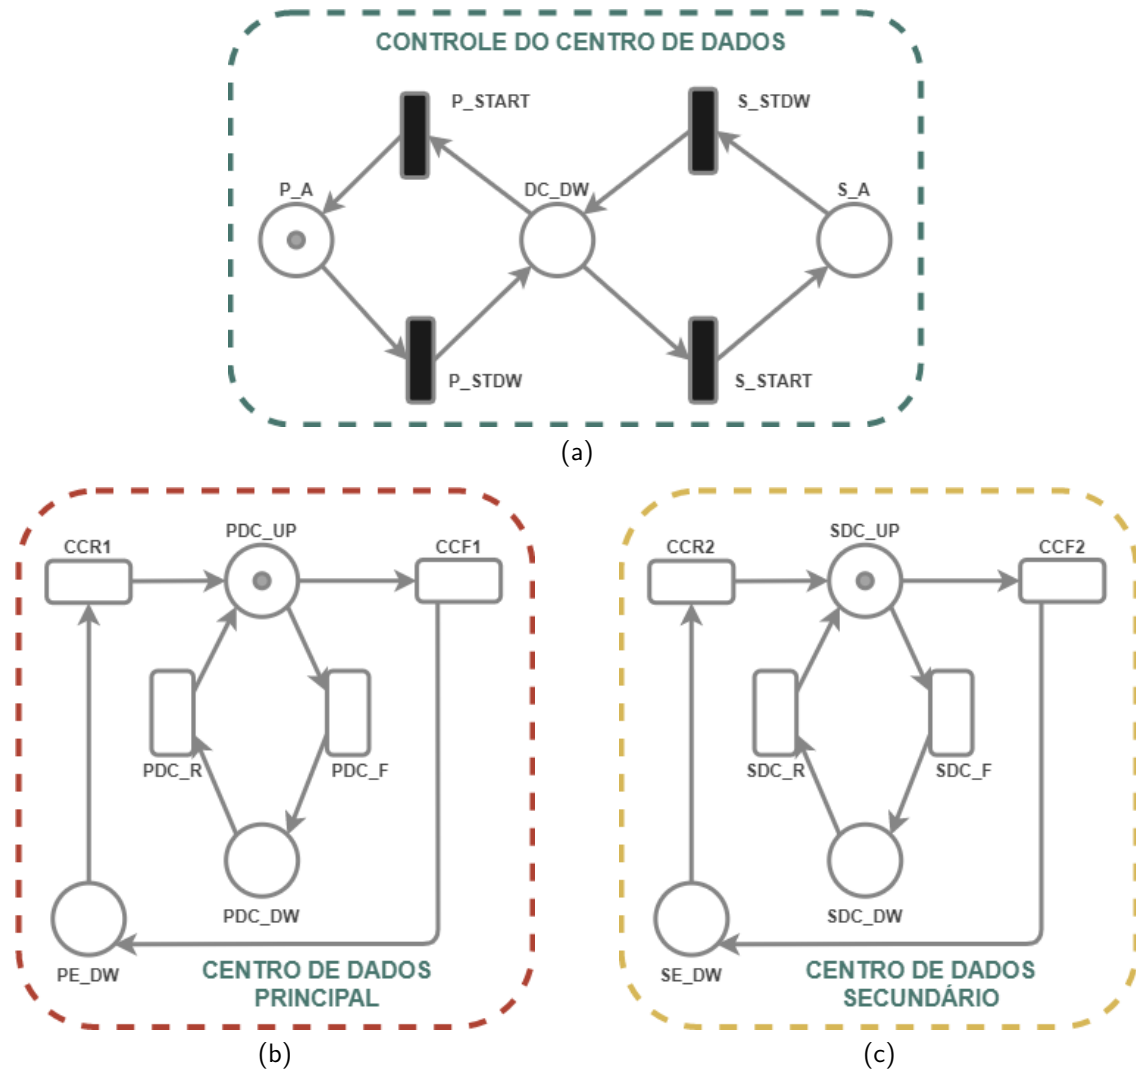 CONTROLE DO CENTRO DE DADOS
P_START
S_STDW
P_A
DC_DW
S_A
P_STDW
S_START
(a)
PDC_UP
CCR1
CCF1
PDC_R
PDC_F
PDC_DW
PE_DW
CENTRO DE DADOS
PRINCIPAL
(b)
SDC_UP
CCR2
CCF2
SDC_R
SDC_F
SDC_DW
SE_DW
CENTRO DE DADOS
SECUNDÁRIO
(c)